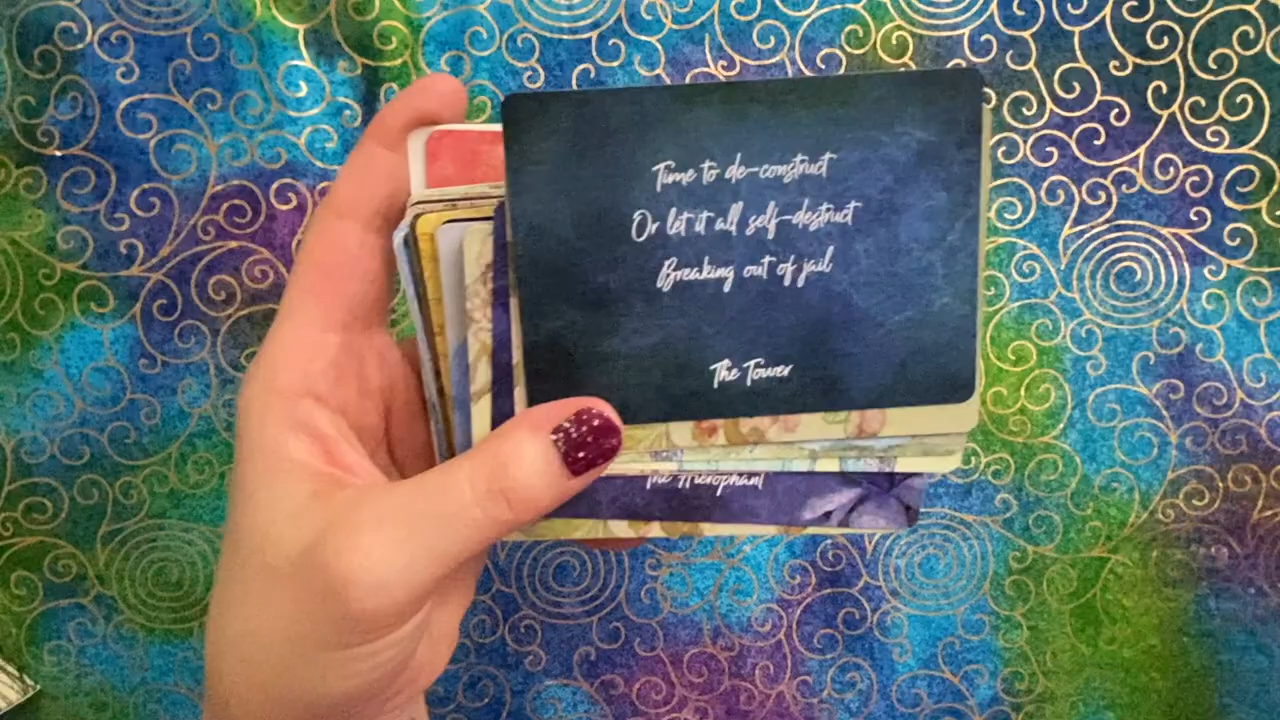 Time to de-construct
Or let it all self-destruct
Breaking out of jail
The Tower
The Hierophant